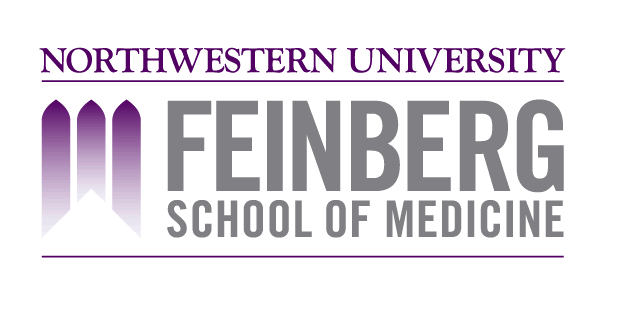 NORTHWESTERN UNIVERSITY
FEINBERG
SCHOOL OF MEDICINE